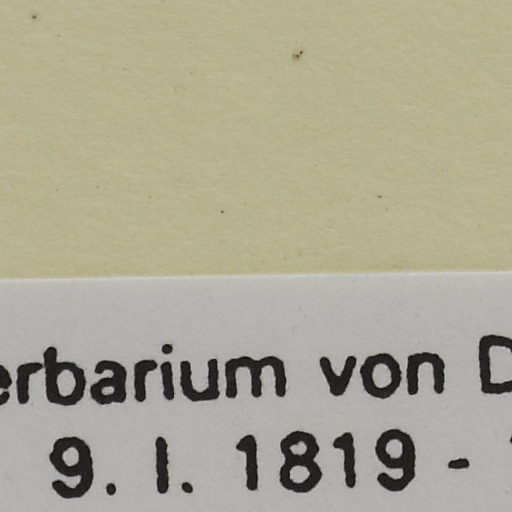 erbarium von D
9. I. 1819 -